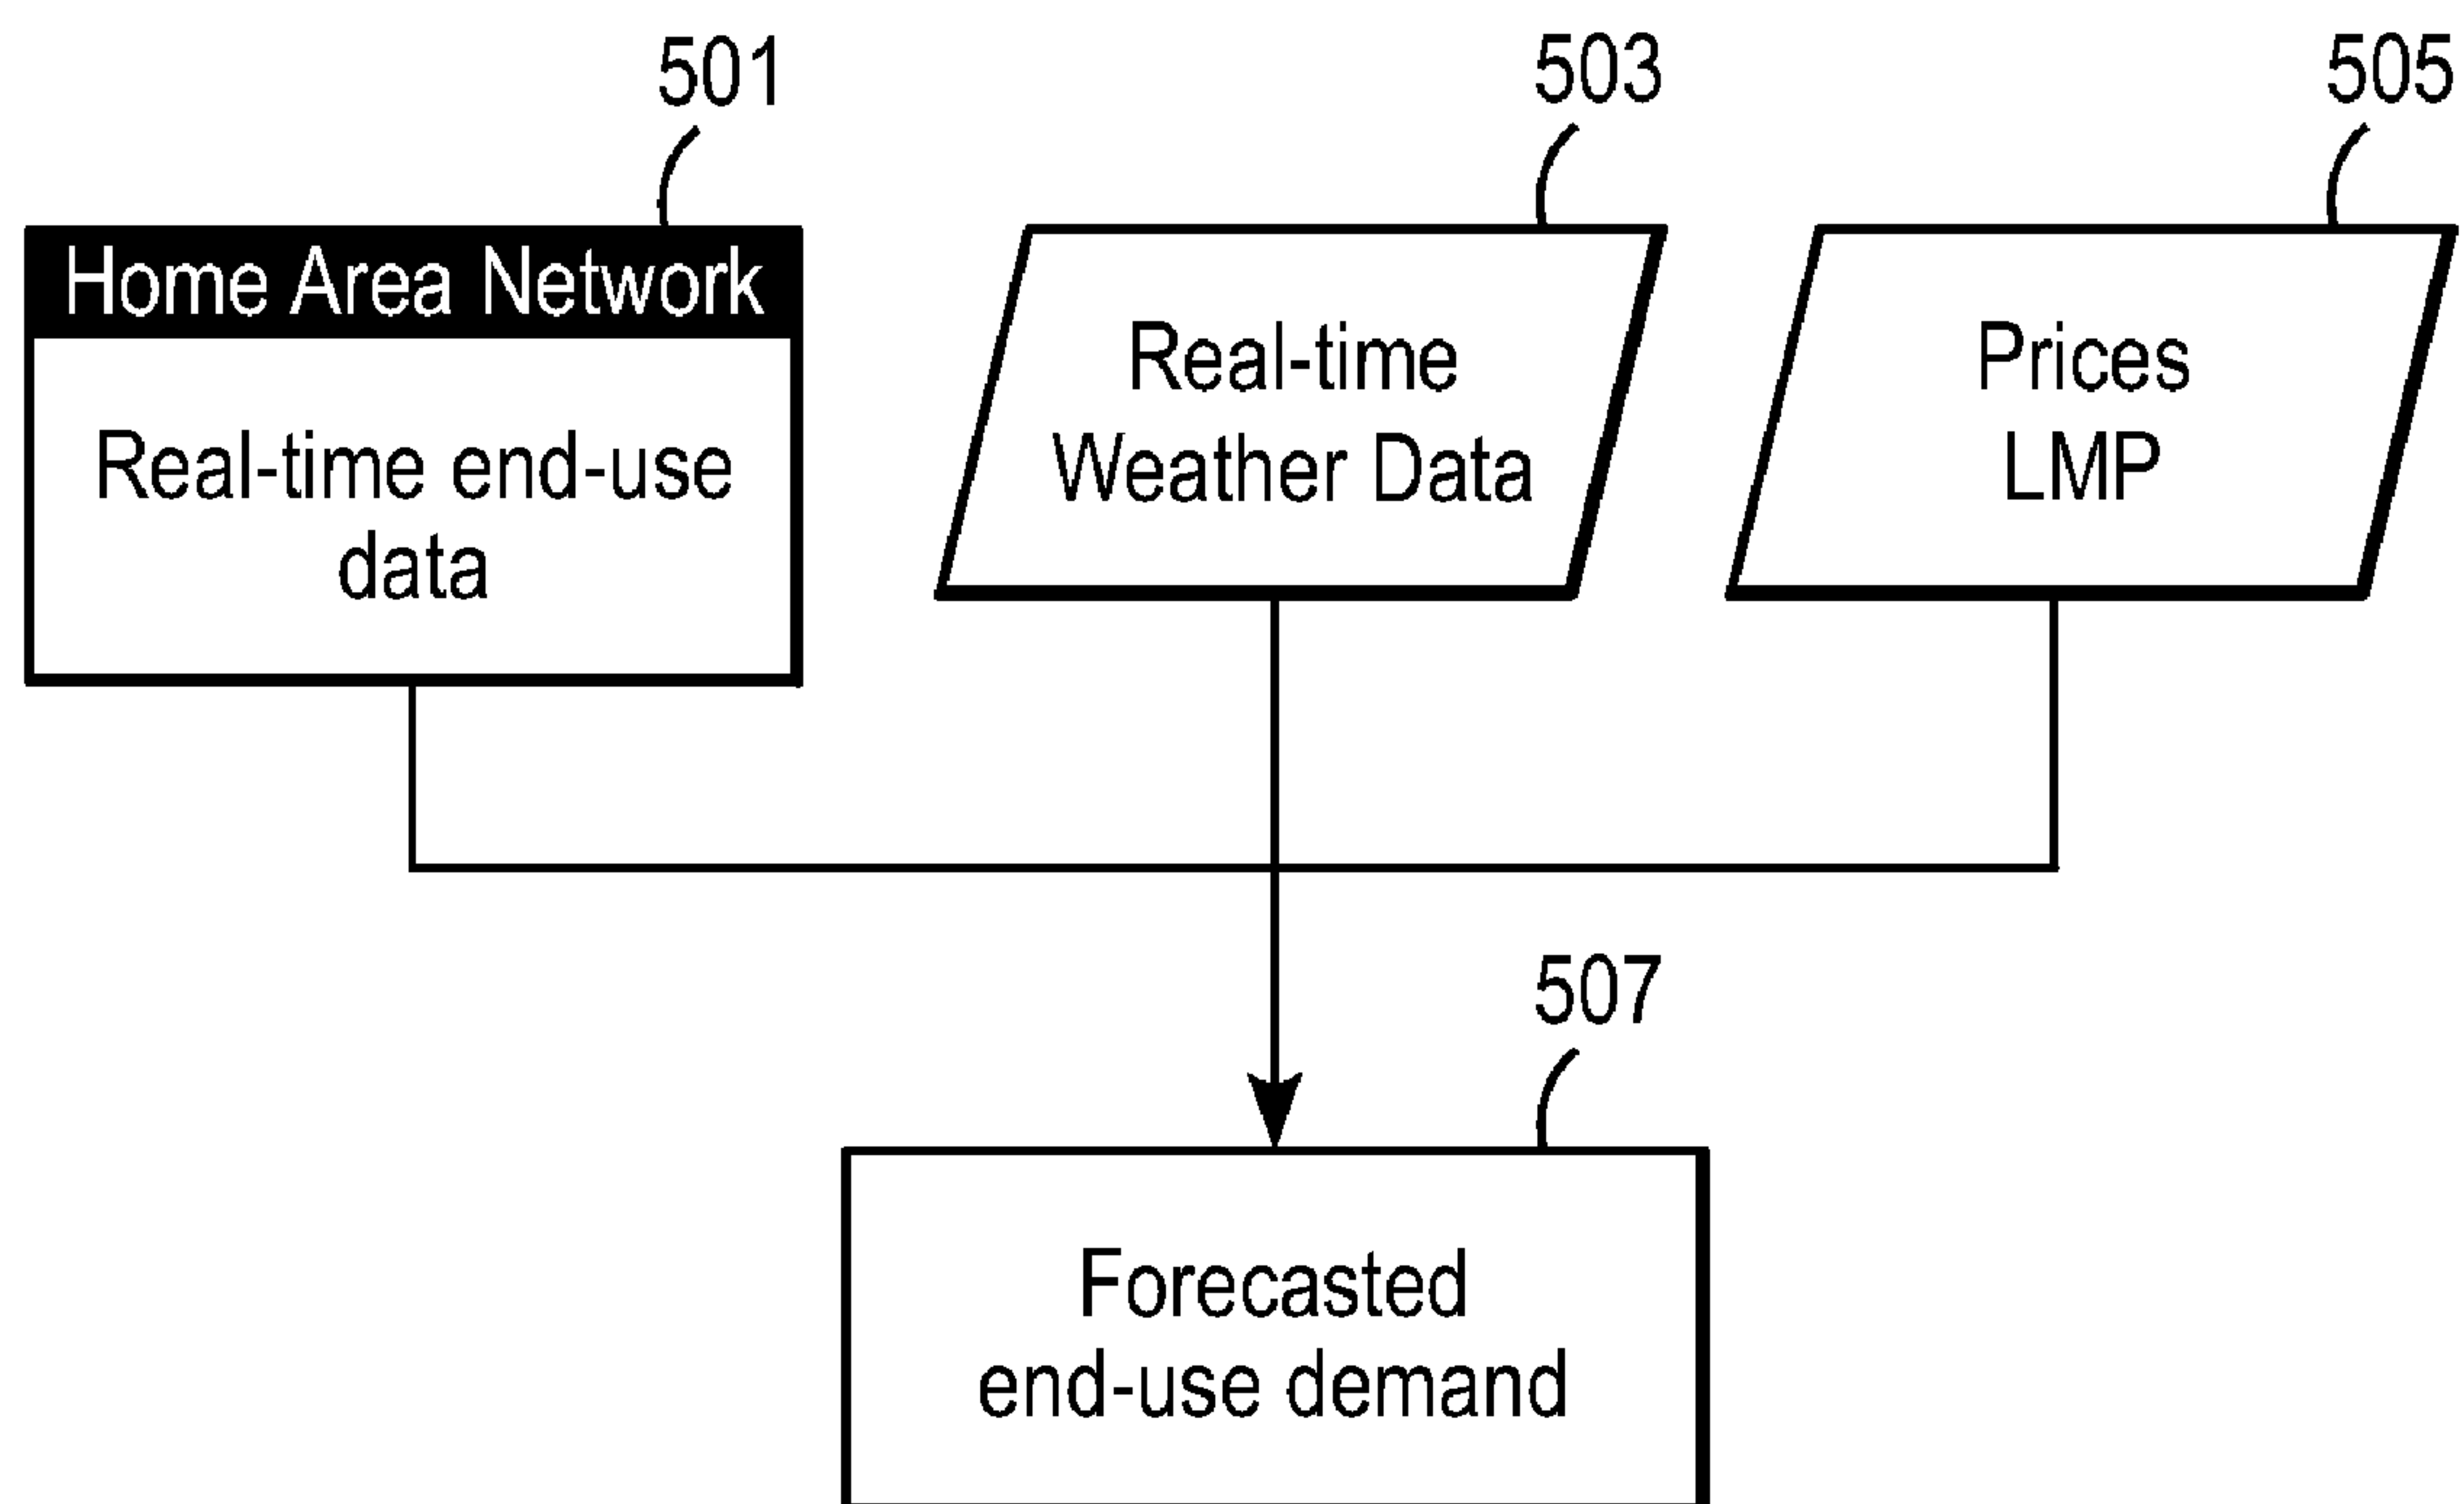 501
503
505
Home Area Network
Real-time end-use
data
Real-time
Weather Data
Prices
LMP
507
Forecasted
end-use demand